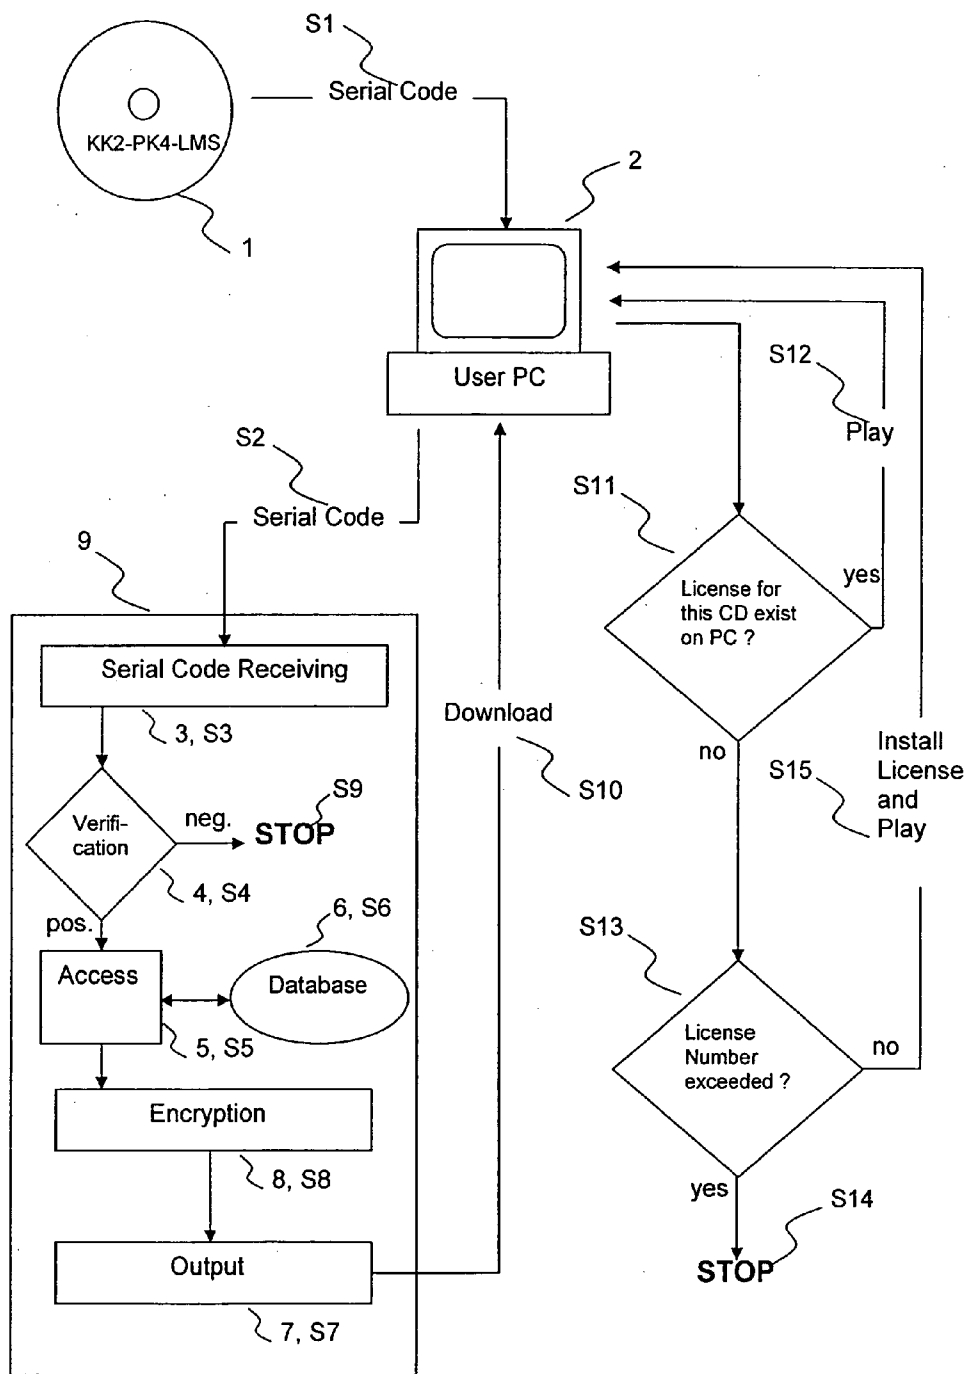 S1
Serial Code
KK2-PK4-LMS
1
2
User PC
S12
Play
S2
Serial Code
S11
9
License for
this CD exist
on PC ?
yes
no
Serial Code Receiving
3, S3
Download
S10
Install
License
and
Play
S15
S9
neg.
STOP
Verifi-
cation
4, S4
pos.
6, S6
Access
Database
5, S5
S13
License
Number
exceeded ?
no
yes
Encryption
8, S8
S14
STOP
Output
7, S7